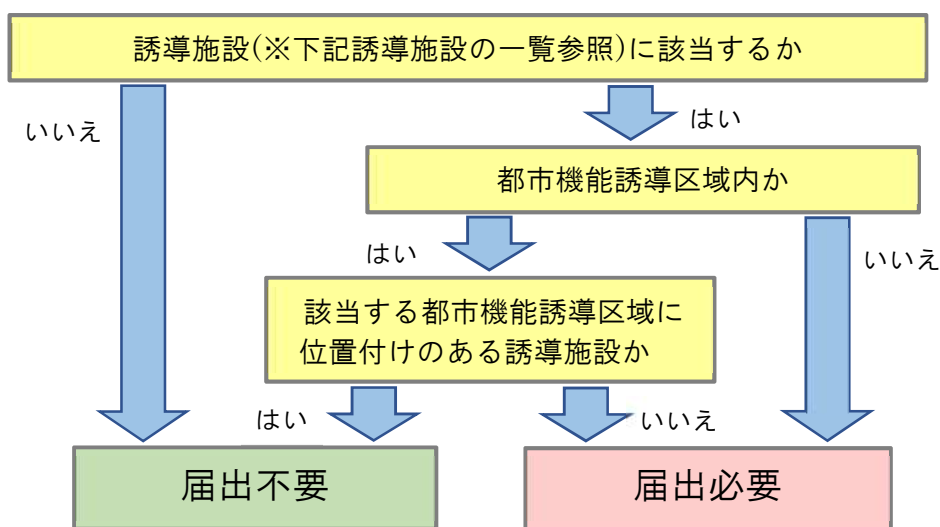 誘導施設(※下記誘導施設の一覧参照)に該当するか
いいえ
はい
都市機能誘導区域内か
はい
いいえ
該当する都市機能誘導区域に
位置付けのある誘導施設か
はい
いいえ
届出不要
届出必要